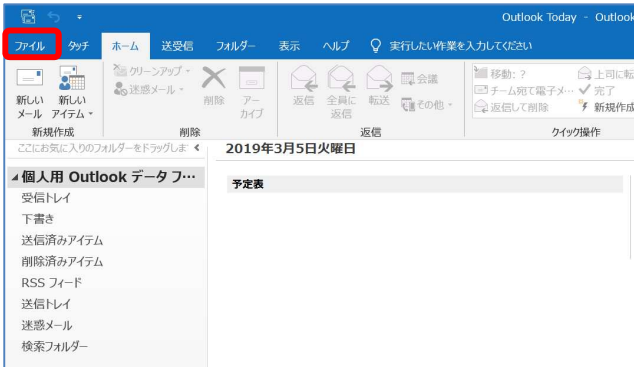 Outlook Today - Outlook
ファイル タッチ ホーム 送受信 フォルダー 表示 ヘルプ 実行したい作業を入力してください
新しい メール
新しい アイテム
新規作成
クリーンアップ
迷惑メール
削除
アーカイブ
削除
返信
全員に 返信
転送
会議
その他
返信
移動: ?
チーム宛て電子メ…
返信して削除
上司に転
完了
新規作成
クイック操作
ここにお気に入りのフォルダーをドラッグしま
2019年3月5日火曜日
個人用 Outlook データ フ…
予定表
受信トレイ
下書き
送信済みアイテム
削除済みアイテム
RSS フィード
送信トレイ
迷惑メール
検索フォルダー